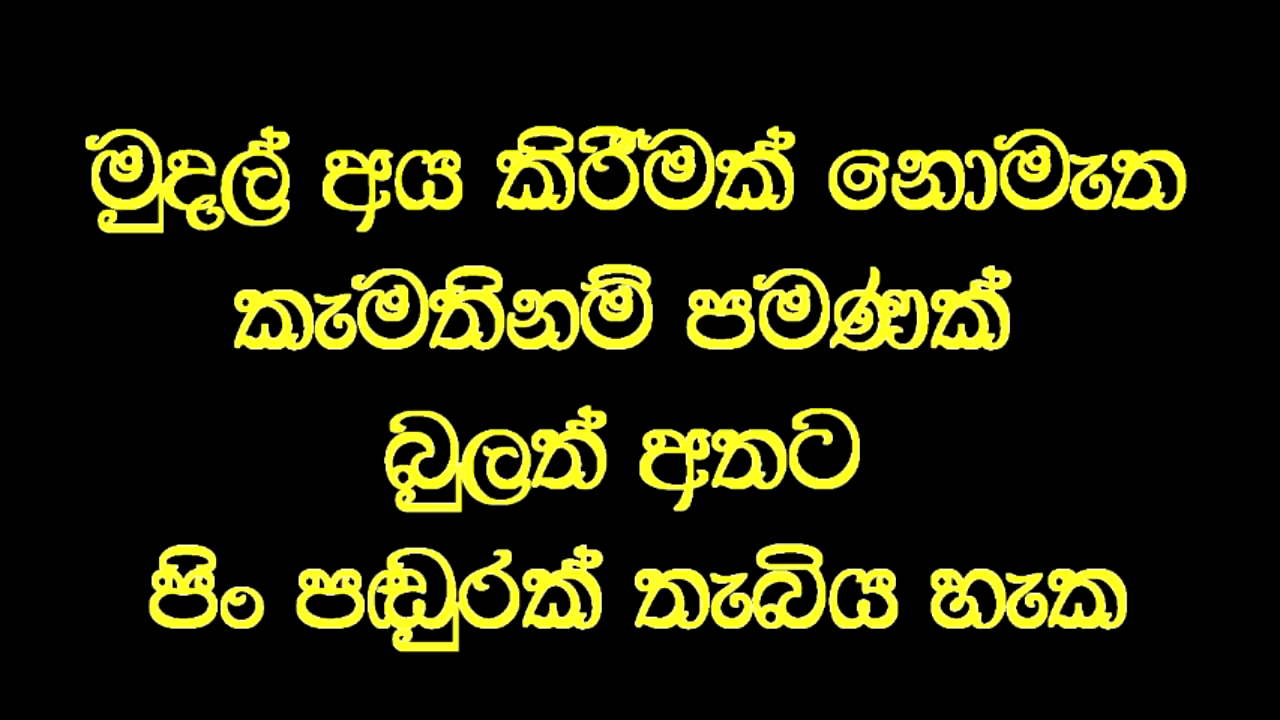 මුදල් අය කිරීමක් නොමැත
කැමතිනම් පමණක්
බුලත් අතට
පිං පඬුරක් තැබිය හැක